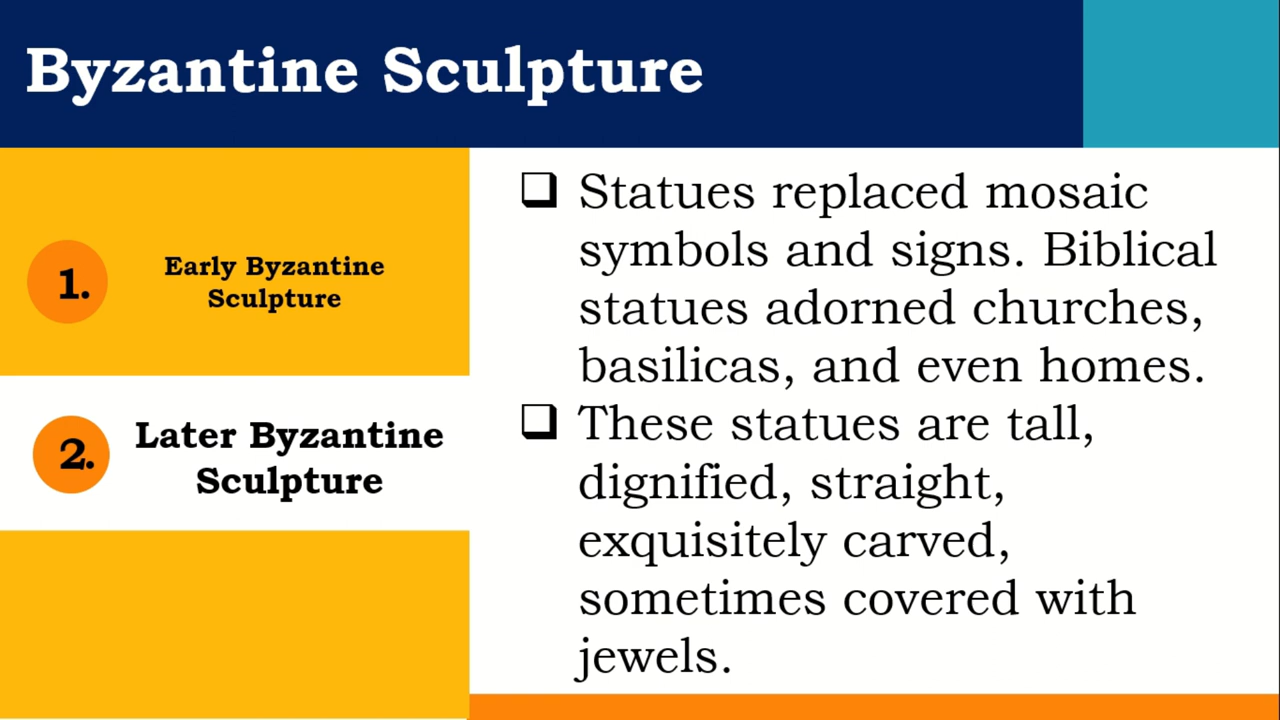 Byzantine Sculpture
1.
Early Byzantine
Sculpture
2.
Later Byzantine
Sculpture
Statues replaced mosaic
symbols and signs. Biblical
statues adorned churches,
basilicas, and even homes.
These statues are tall,
dignified, straight,
exquisitely carved,
sometimes covered with
jewels.